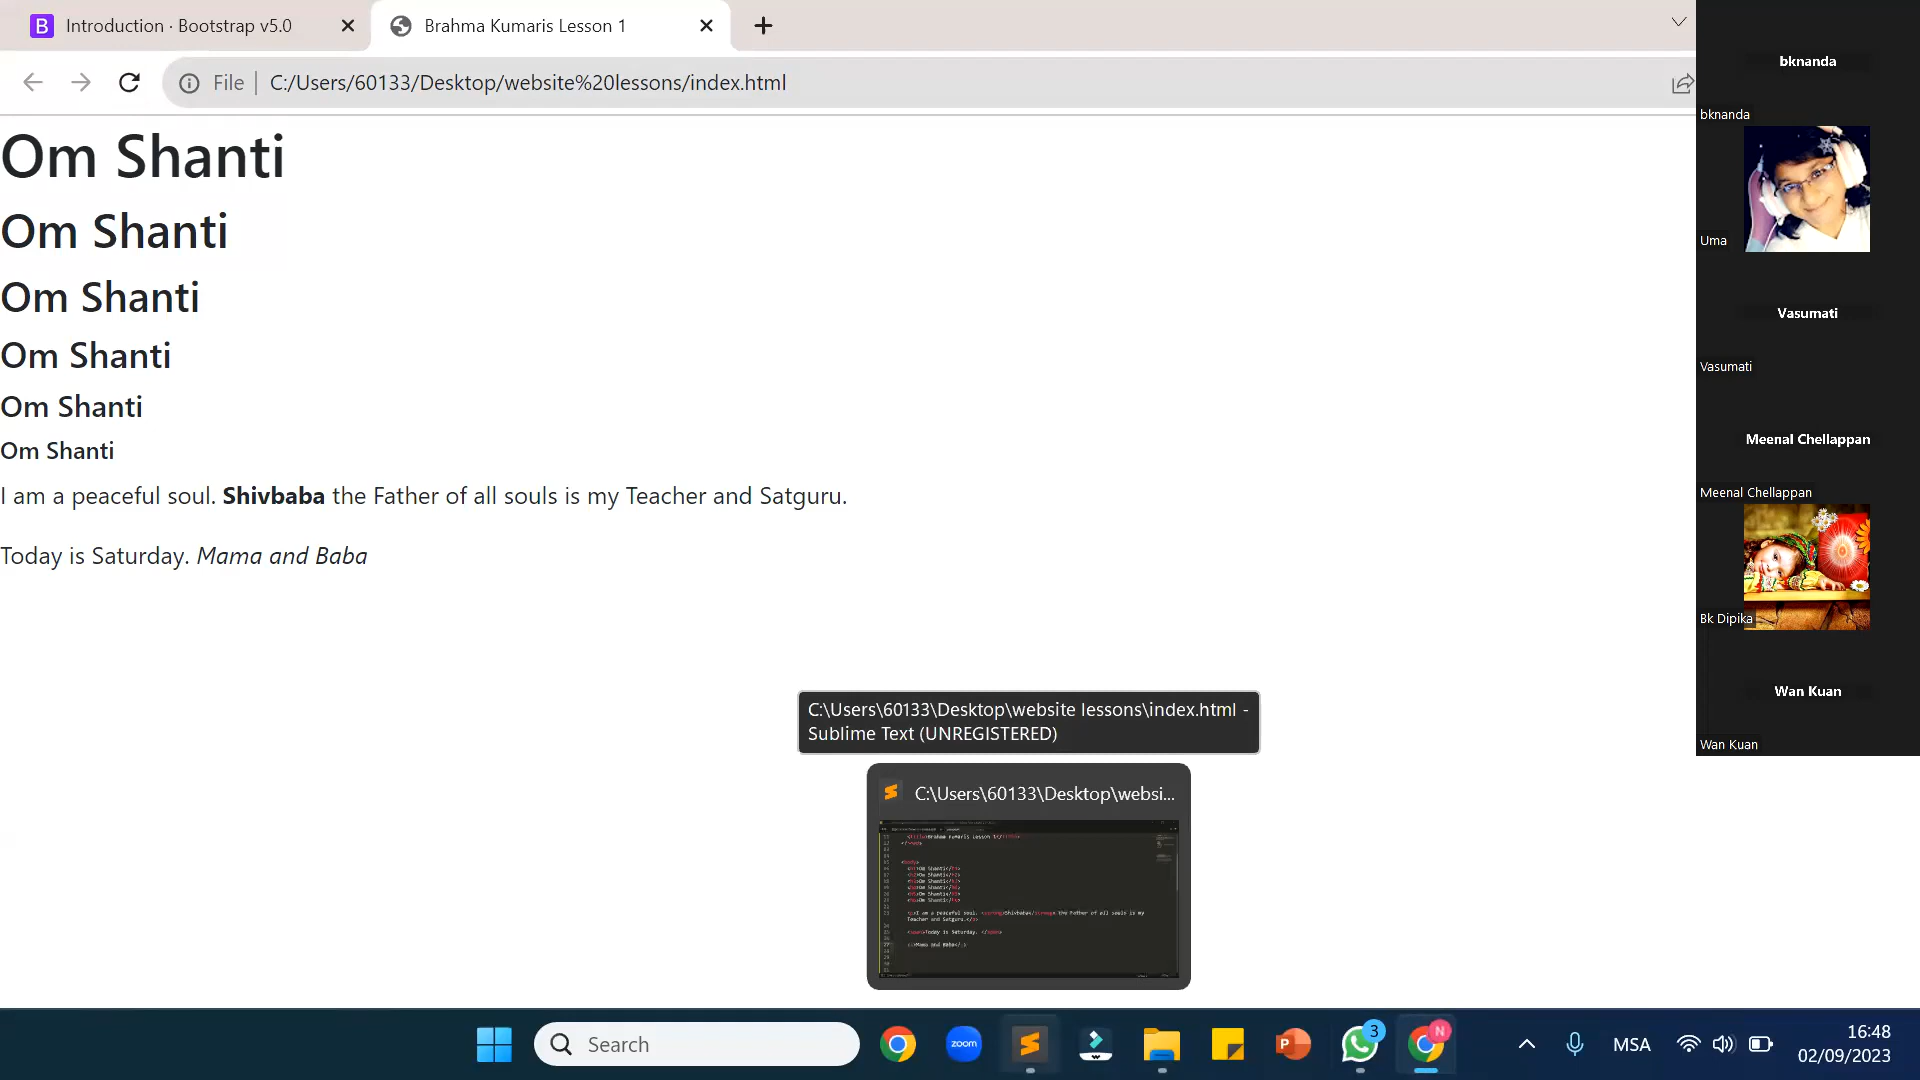 Introduction · Bootstrap v5.0
Brahma Kumaris Lesson 1
File
C:/Users/60133/Desktop/website%20lessons/index.html
Om Shanti
Om Shanti
Om Shanti
Om Shanti
Om Shanti
Om Shanti
I am a peaceful soul. Shivbaba the Father of all souls is my Teacher and Satguru.
Today is Saturday. Mama and Baba
bknanda
bknanda
Uma
Vasumati
Vasumati
Meenal Chellappan
Meenal Chellappan
Bk Dipika
Wan Kuan
Wan Kuan
C:\Users\60133\Desktop\website lessons\index.html -
Sublime Text (UNREGISTERED)
C:\Users\60133\Desktop\websi...
Search
zoom
3
N
MSA
16:48
02/09/2023